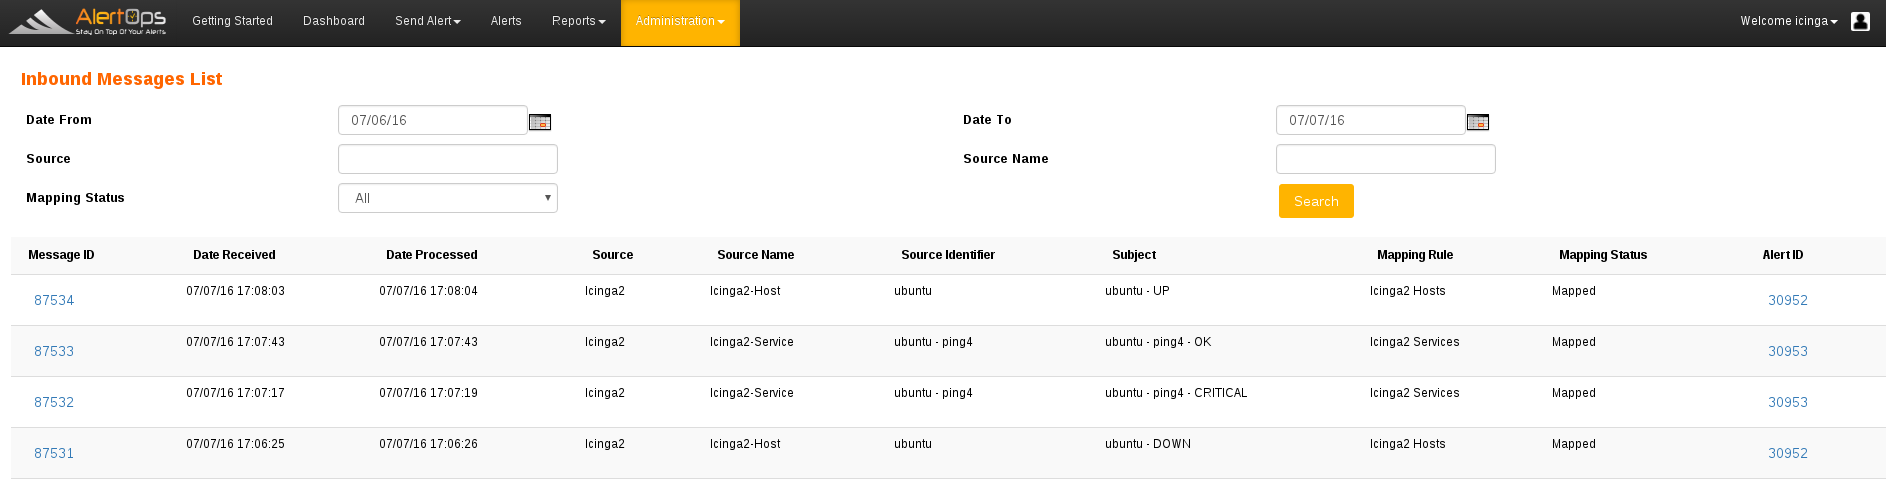 AlertOps Getting Started Dashboard Send Alert Alerts Reports Administration Welcome icinga
Stay On Top Of Your Alerts
Inbound Messages List
Date From 07/06/16 Date To 07/07/16
Source Source Name
Mapping Status All Search
Message ID Date Received Date Processed Source Source Name Source Identifier Subject Mapping Rule Mapping Status Alert ID
87534 07/07/16 17:08:03 07/07/16 17:08:04 Icinga2 Icinga2-Host ubuntu ubuntu - UP Icinga2 Hosts Mapped 30952
87533 07/07/16 17:07:43 07/07/16 17:07:43 Icinga2 Icinga2-Service ubuntu - ping4 ubuntu - ping4 - OK Icinga2 Services Mapped 30953
87532 07/07/16 17:07:17 07/07/16 17:07:19 Icinga2 Icinga2-Service ubuntu - ping4 ubuntu - ping4 - CRITICAL Icinga2 Services Mapped 30953
87531 07/07/16 17:06:25 07/07/16 17:06:26 Icinga2 Icinga2-Host ubuntu ubuntu - DOWN Icinga2 Hosts Mapped 30952